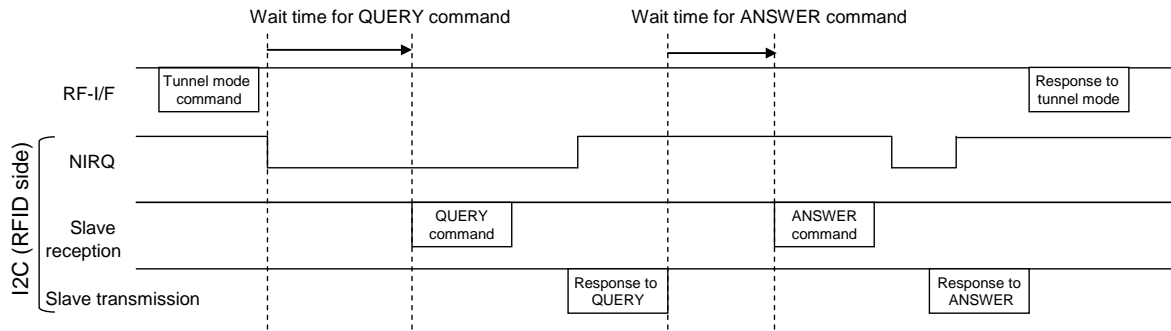 Wait time for QUERY command
Wait time for ANSWER command
RF-I/F
Tunnel mode
command
Response to
tunnel mode
I2C (RFID side)
NIRQ
Slave
reception
QUERY
command
ANSWER
command
Slave transmission
Response to
QUERY
Response to
ANSWER